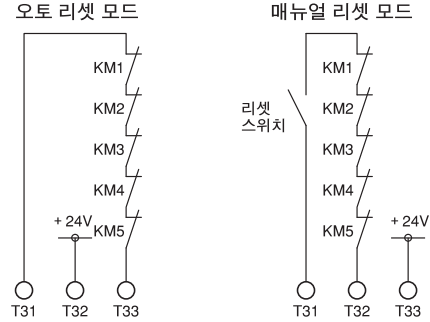 오토 리셋 모드
KM1
KM2
KM3
KM4
+ 24V
KM5
T31 T32 T33
매뉴얼 리셋 모드
KM1
리셋
스위치
KM2
KM3
KM4
+ 24V
KM5
T31 T32 T33